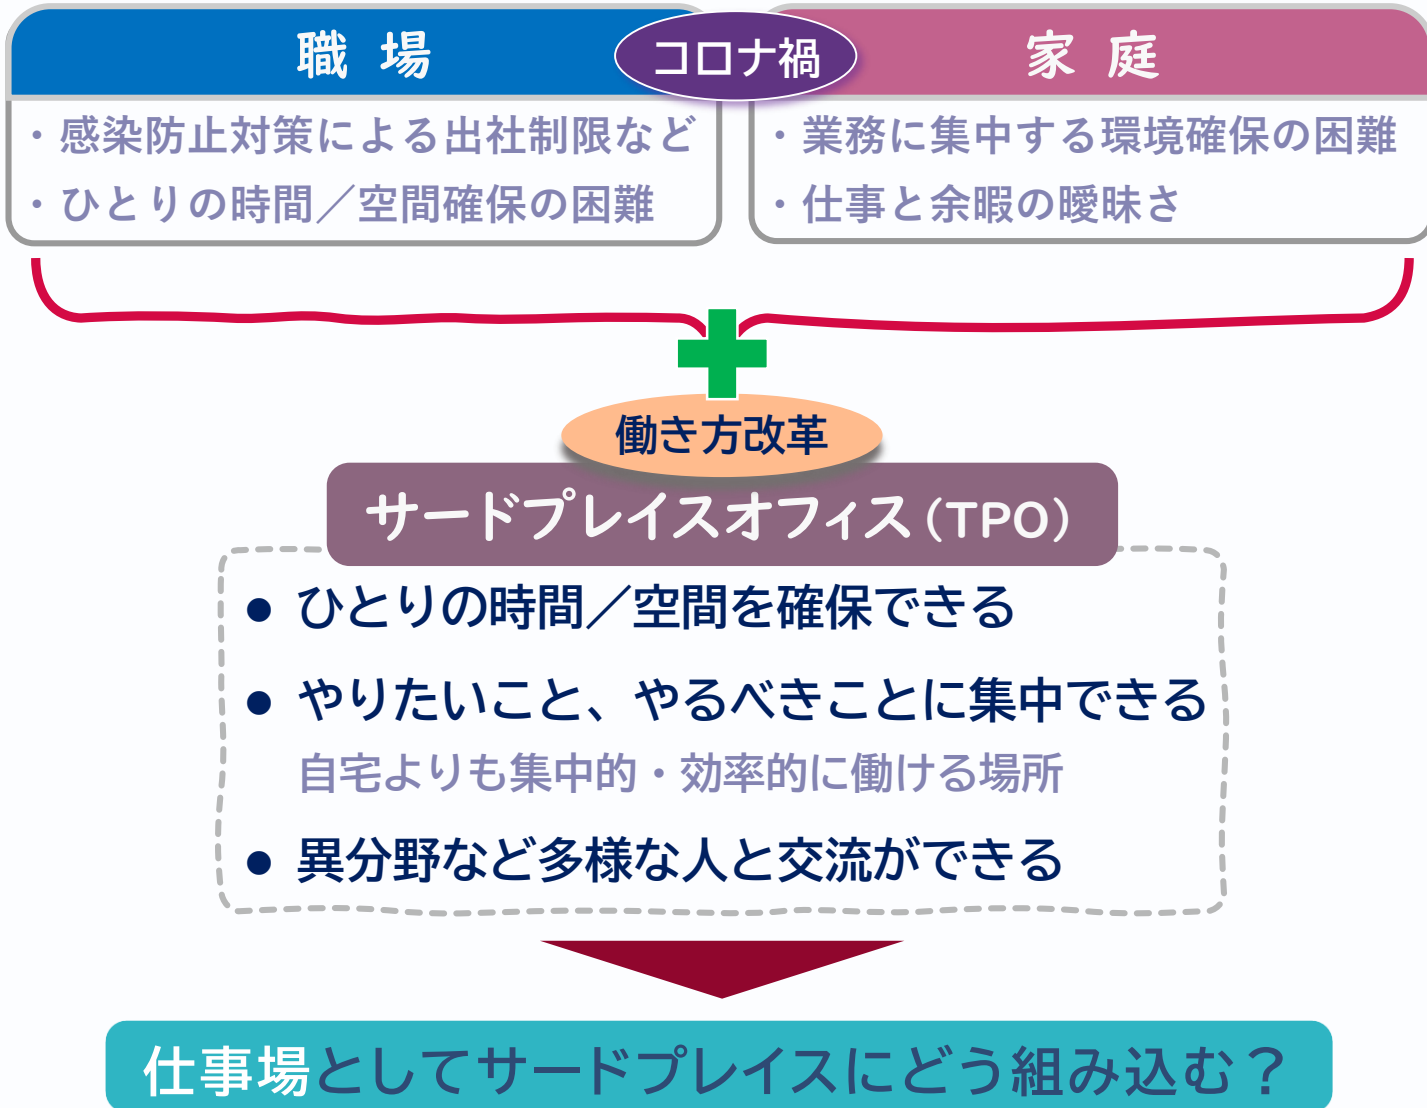 職場
コロナ禍
家庭
・感染防止対策による出社制限など
・ひとりの時間／空間確保の困難
・業務に集中する環境確保の困難
・仕事と余暇の曖昧さ
働き方改革
サードプレイスオフィス（TPO）
● ひとりの時間／空間を確保できる
● やりたいこと、やるべきことに集中できる
自宅よりも集中的・効率的に働ける場所
● 異分野など多様な人と交流ができる
仕事場としてサードプレイスにどう組み込む？